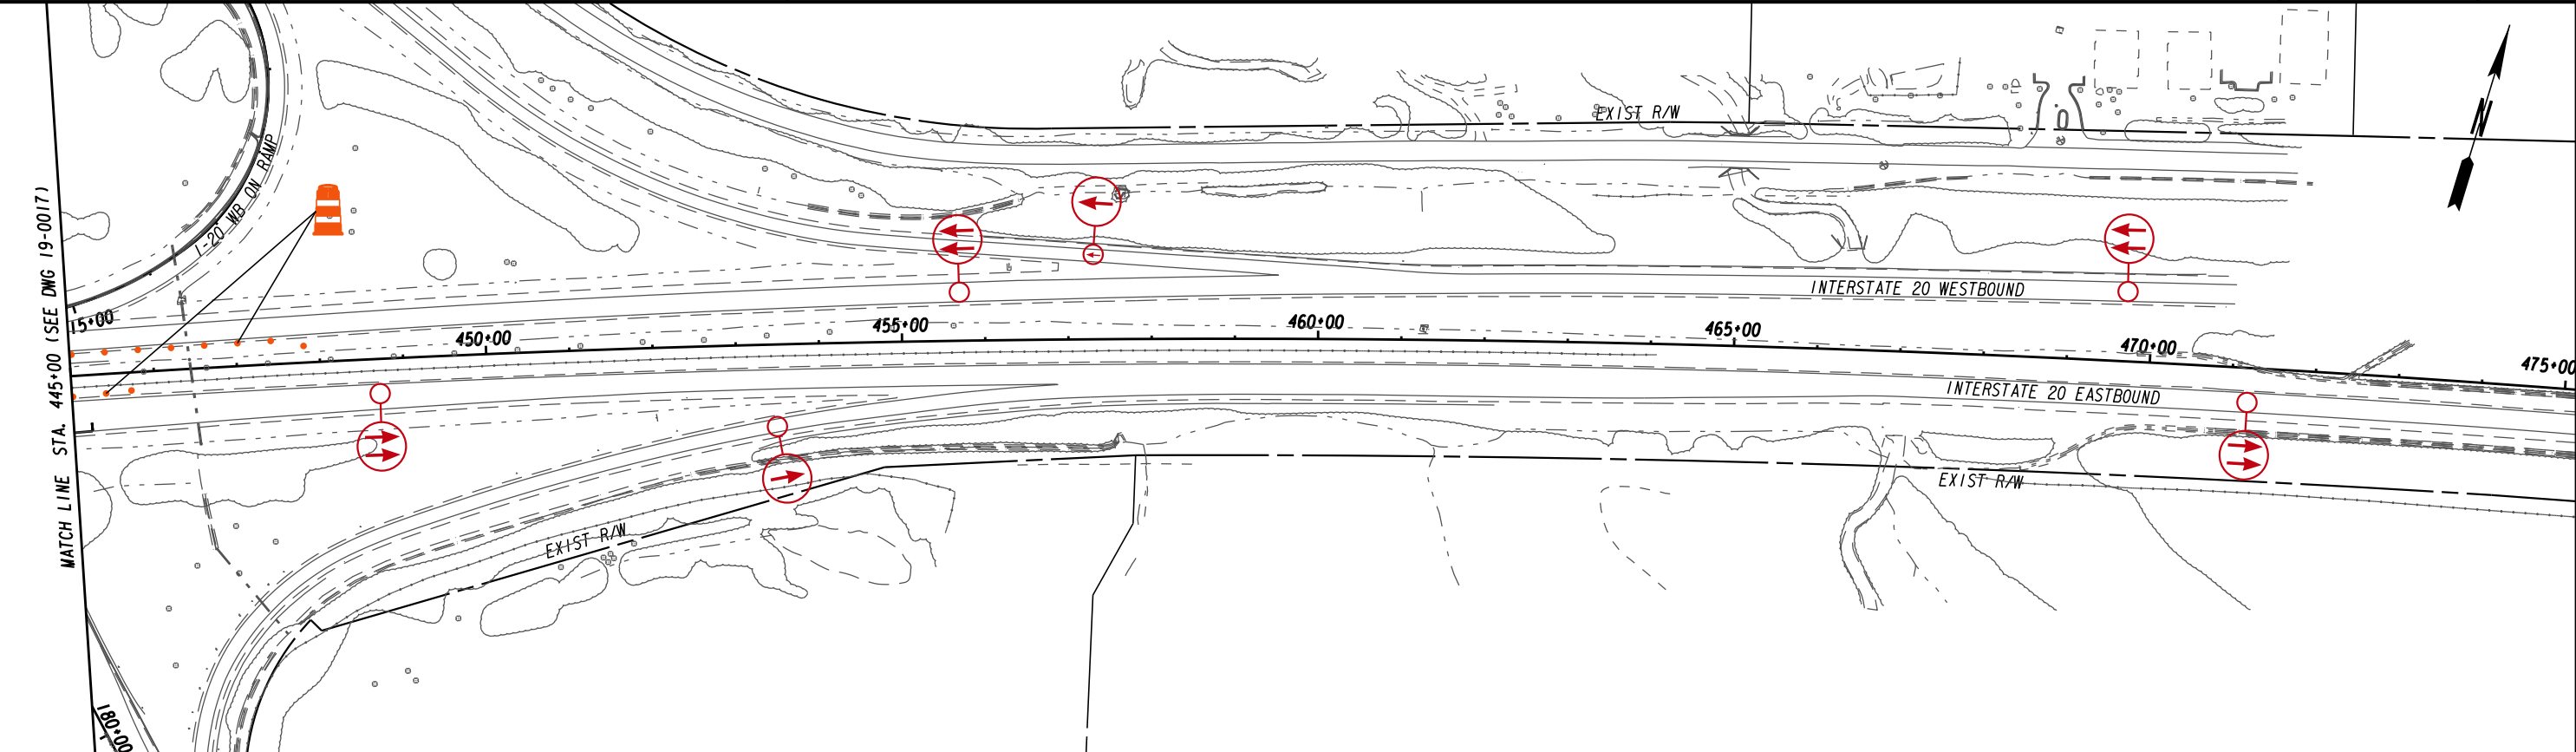 EXIST R/W
I-20 WB ON RAMP
MATCH LINE STA. 445+00 (SEE DWG 19-0017)
N
15+00
450+00
455+00
460+00
465+00
470+00
475+00
INTERSTATE 20 WESTBOUND
INTERSTATE 20 EASTBOUND
EXIST R/W
EXIST R/W
180+00